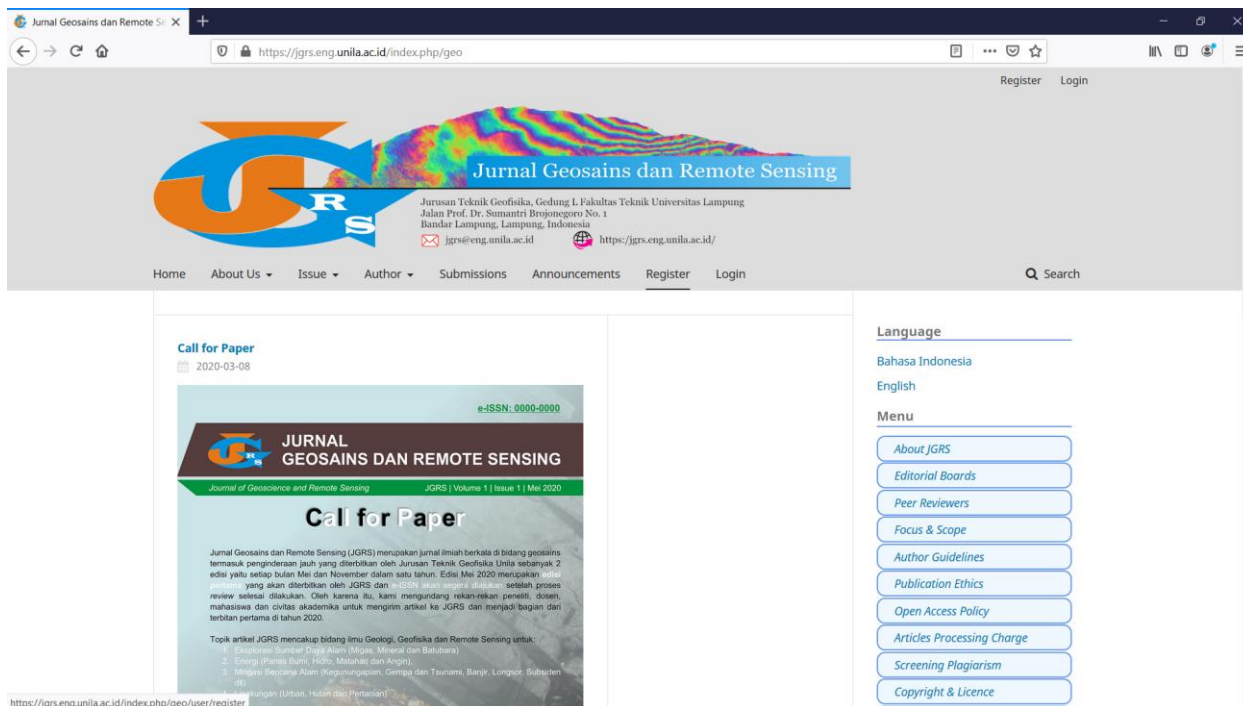 Jurnal Geosains dan Remote Se
https://jgrs.eng.unila.ac.id/index.php/geo
Register Login
JGRS
Jurnal Geosains dan Remote Sensing
Jurusan Teknik Geofisika, Gedung L Fakultas Teknik Universitas Lampung
Jalan Prof. Dr. Sumantri Brojonegoro No. 1
Bandar Lampung, Lampung, Indonesia
jgrs@eng.unila.ac.id https:/jgrs.eng.unila.ac.id/
Home About Us Issue Author Submissions Announcements Register Login Search
Call for Paper
2020-03-08
e-ISSN: 0000-0000
JGRS
JURNAL
GEOSAINS DAN REMOTE SENSING
Journal of Geoscience and Remote Sensing JGRS | Volume 1 | Issue 1 | Mei 2020
Call for Paper
Jurnal Geosains dan Remote Sensing (JGRS) merupakan jurnal ilmiah berkala di bidang geosains
termasuk penginderaan jauh yang diterbitkan oleh Jurusan Teknik Geofisika Unila sebanyak 2
edisi yaitu setiap bulan Mei dan November dalam satu tahun. Edisi Mei 2020 merupakan edisi
pertama yang akan diterbitkan oleh JGRS dan e-ISSN akan segera diajukan setelah proses
review selesai dilakukan. Oleh karena itu, kami mengundang rekan-rekan peneliti, dosen,
mahasiswa dan civitas akademika untuk mengirim artikel ke JGRS dan menjadi bagian dari
terbitan pertama di tahun 2020.
Topik artikel JGRS mencakup bidang ilmu Geologi, Geofisika dan Remote Sensing untuk:
1. Eksplorasi Sumber Daya Alam (Migas, Mineral dan Batubara)
2. Energi (Panas Bumi, Hidro, Matahari dan Angin),
3. Mitigasi Bencana Alam (Kegunungapian, Gempa dan Tsunami, Banjir, Longsor, Subsiden
dll)
Lingkungan (Urban, Hutan dan Pertanian)
Language
Bahasa Indonesia
English
Menu
About JGRS
Editorial Boards
Peer Reviewers
Focus & Scope
Author Guidelines
Publication Ethics
Open Access Policy
Articles Processing Charge
Screening Plagiarism
Copyright & Licence
https://jgrs.eng.unila.ac.id/index.php/geo/user/register